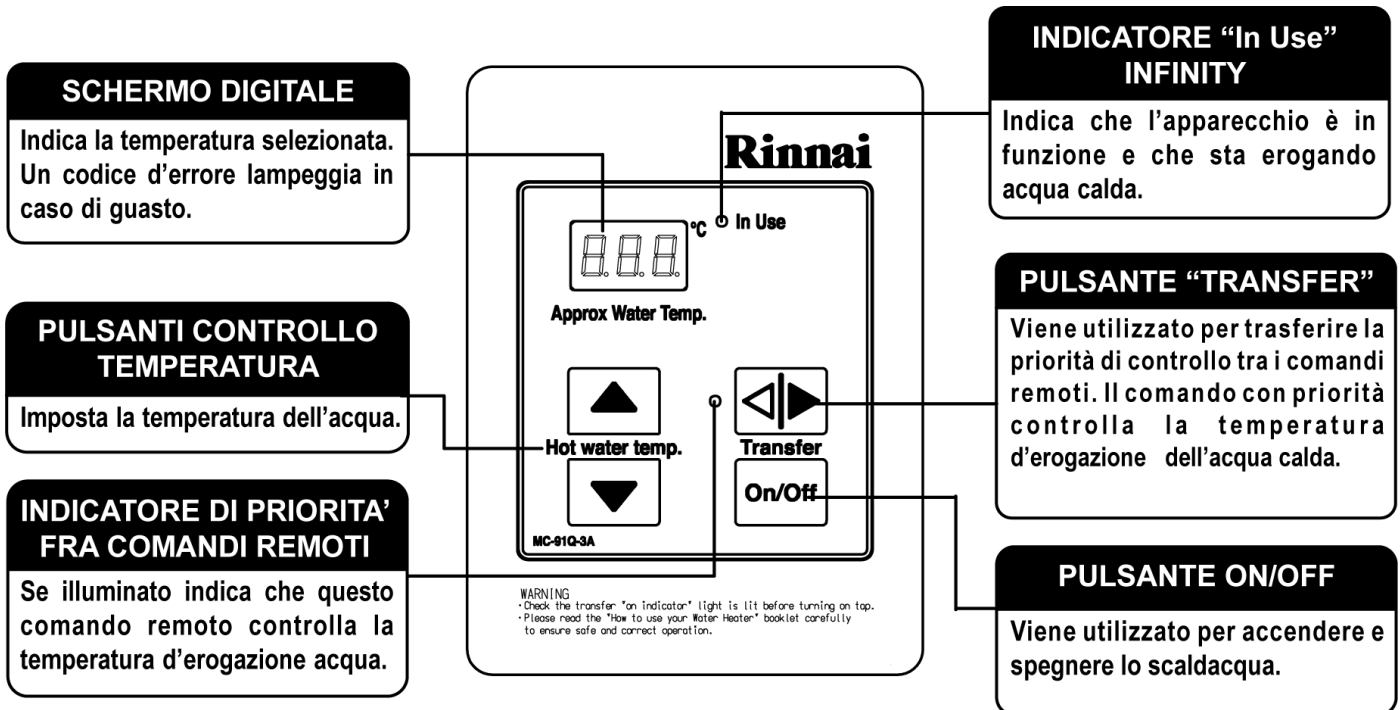 SCHERMO DIGITALE
Indica la temperatura selezionata.
Un codice d’errore lampeggia in
caso di guasto.
PULSANTI CONTROLLO
TEMPERATURA
Imposta la temperatura dell’acqua.
INDICATORE DI PRIORITA’
FRA COMANDI REMOTI
Se illuminato indica che questo
comando remoto controlla la
temperatura d’erogazione acqua.
Rinnai
°C
In Use
Approx Water Temp.
Hot water temp.
Transfer
On/Off
MC-91Q-3A
WARNING
·Check the transfer "on indicator" light is lit before turning on tap.
·Please read the "How to use your Water Heater" booklet carefully
to ensure safe and correct operation.
INDICATORE “In Use”
INFINITY
Indica che l’apparecchio è in
funzione e che sta erogando
acqua calda.
PULSANTE “TRANSFER”
Viene utilizzato per trasferire la
priorità di controllo tra i comandi
remoti. Il comando con priorità
controlla la temperatura
d’erogazione dell’acqua calda.
PULSANTE ON/OFF
Viene utilizzato per accendere e
spegnere lo scaldacqua.